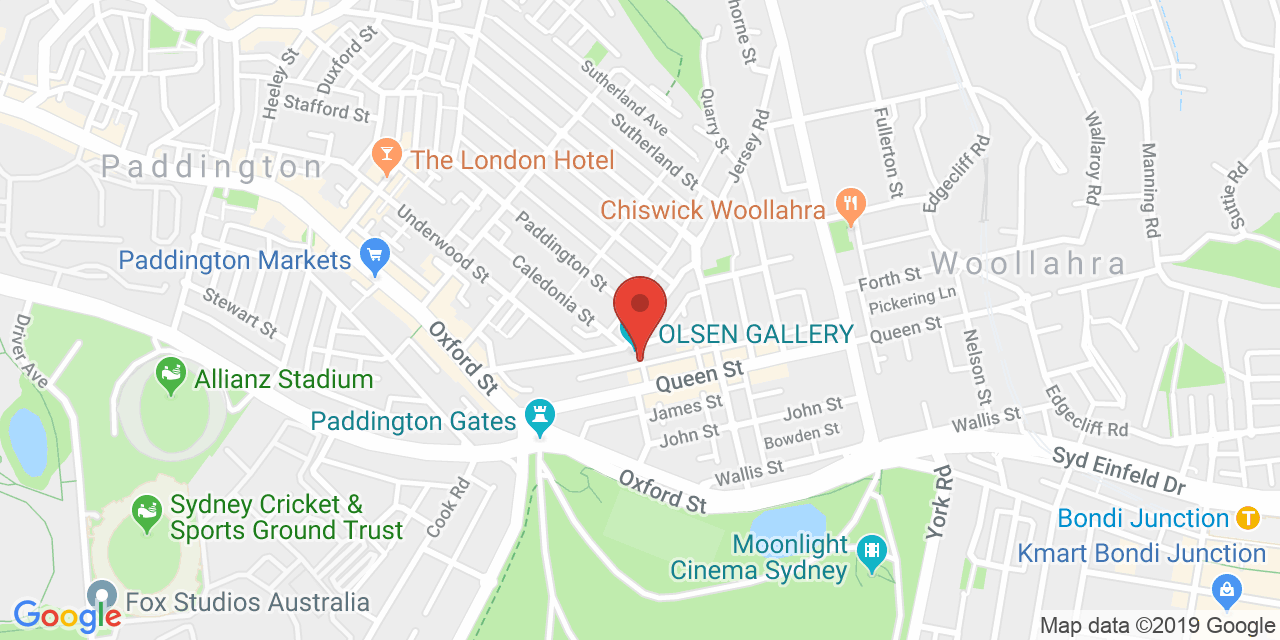 horne St
Duxford St
Heeley St
Stafford St
Sutherland Ave
Quarry St
Sutherland St
Jersey Rd
Fullerton St
Edgecliff Rd
Wallaroy Rd
Manning Rd
Suttie Rd
Paddington
The London Hotel
Chiswick Woollahra
Underwood St
Paddington St
Caledonia St
Paddington Markets
Woollahra
Forth St
Pickering Ln
Queen St
Stewart St
Driver Ave
Oxford St
OLSEN GALLERY
Nelson St
Allianz Stadium
Queen St
James St
John St
John St
Bowden St
Wallis St
Edgecliff Rd
Paddington Gates
Wallis St
Syd Einfeld Dr
Oxford St
Cook Rd
York Rd
Sydney Cricket &
Sports Ground Trust
Bondi Junction
Moonlight
Cinema Sydney
Kmart Bondi Junction
Fox Studios Australia
Google
Map data ©2019 Google